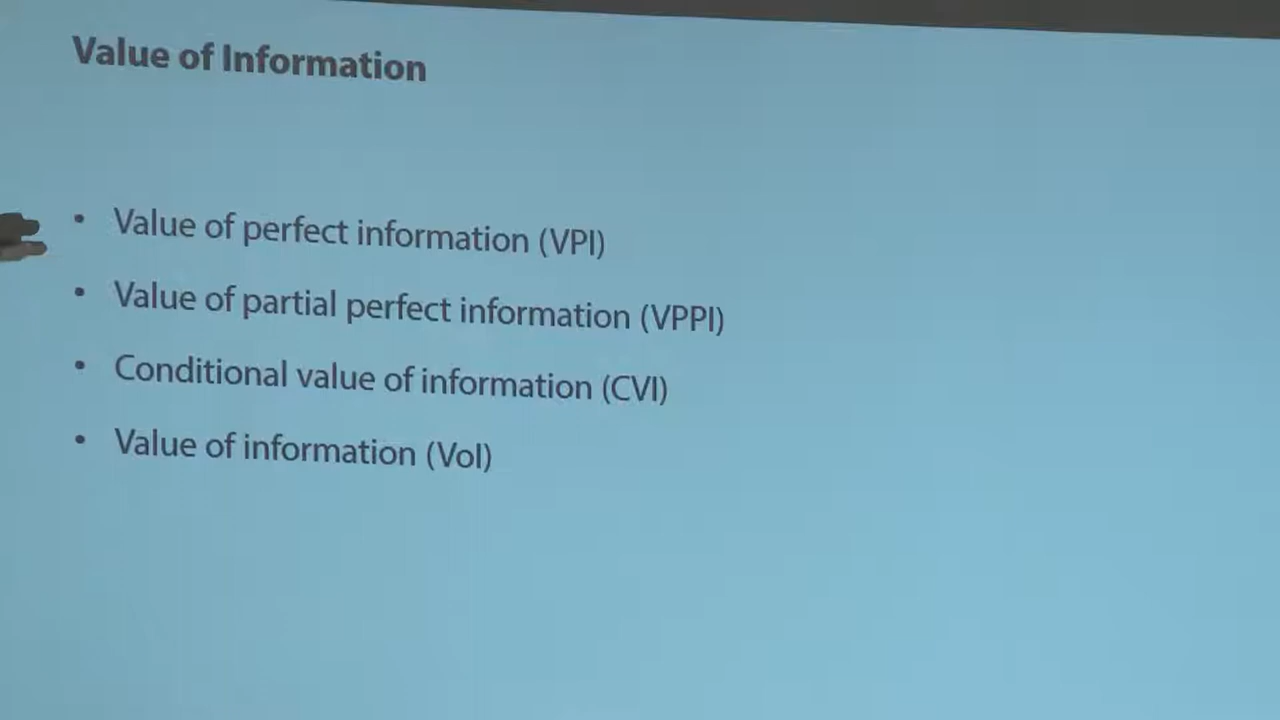 Value of Information
• Value of perfect information (VPI)
• Value of partial perfect information (VPPI)
• Conditional value of information (CVI)
• Value of information (VoI)